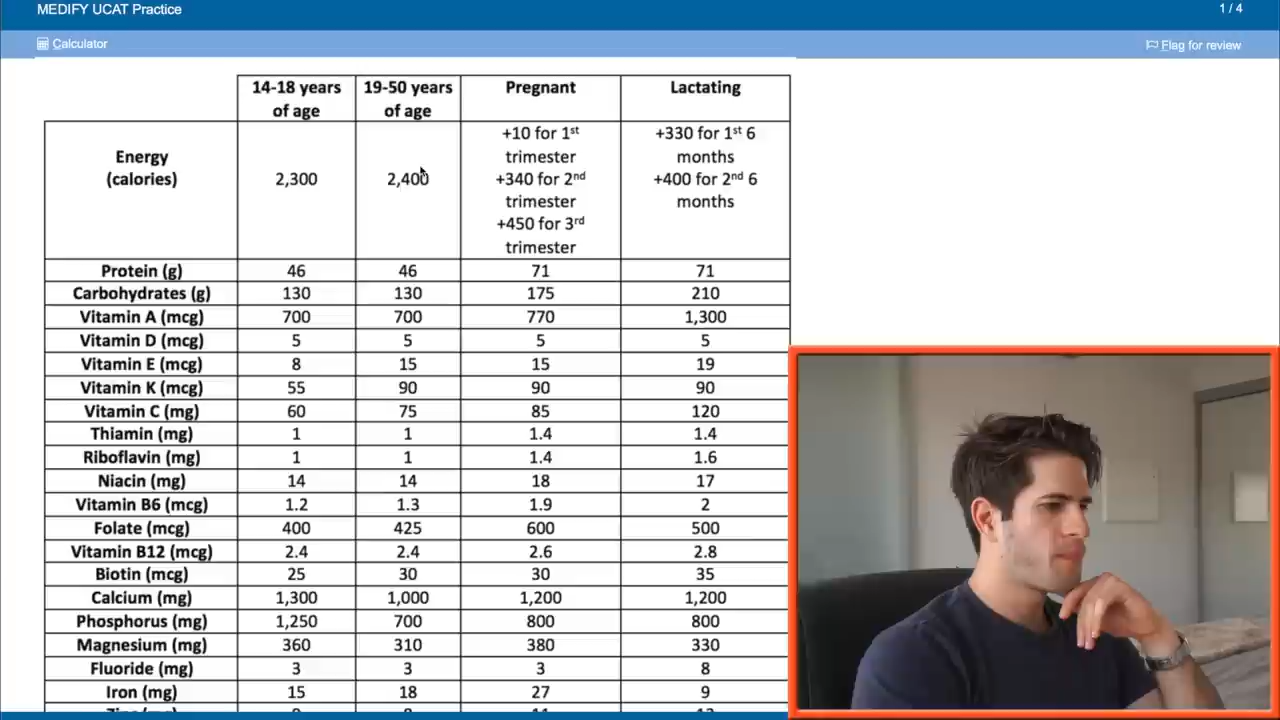 MEDIFY UCAT Practice
1 / 4
Calculator
Flag for review
14-18 years of age
19-50 years of age
Pregnant
Lactating
Energy (calories)
2,300
2,400
+10 for 1st trimester
+340 for 2nd trimester
+450 for 3rd trimester
+330 for 1st 6 months
+400 for 2nd 6 months
Protein (g) 46 46 71 71
Carbohydrates (g) 130 130 175 210
Vitamin A (mcg) 700 700 770 1,300
Vitamin D (mcg) 5 5 5 5
Vitamin E (mcg) 8 15 15 19
Vitamin K (mcg) 55 90 90 90
Vitamin C (mg) 60 75 85 120
Thiamin (mg) 1 1 1.4 1.4
Riboflavin (mg) 1 1 1.4 1.6
Niacin (mg) 14 14 18 17
Vitamin B6 (mcg) 1.2 1.3 1.9 2
Folate (mcg) 400 425 600 500
Vitamin B12 (mcg) 2.4 2.4 2.6 2.8
Biotin (mcg) 25 30 30 35
Calcium (mg) 1,300 1,000 1,200 1,200
Phosphorus (mg) 1,250 700 800 800
Magnesium (mg) 360 310 380 330
Fluoride (mg) 3 3 3 8
Iron (mg) 15 18 27 9